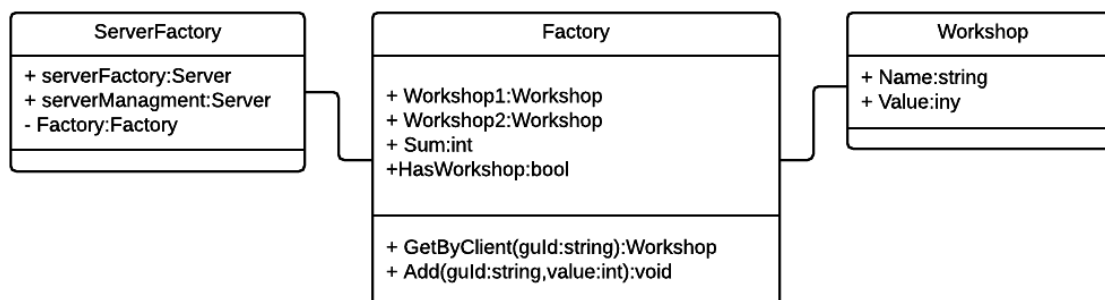 ServerFactory
+ serverFactory:Server
+ serverManagment:Server
- Factory:Factory
Factory
+ Workshop1:Workshop
+ Workshop2:Workshop
+ Sum:int
+HasWorkshop:bool
+ GetByClient(guId:string):Workshop
+ Add(guId:string,value:int):void
Workshop
+ Name:string
+ Value:iny